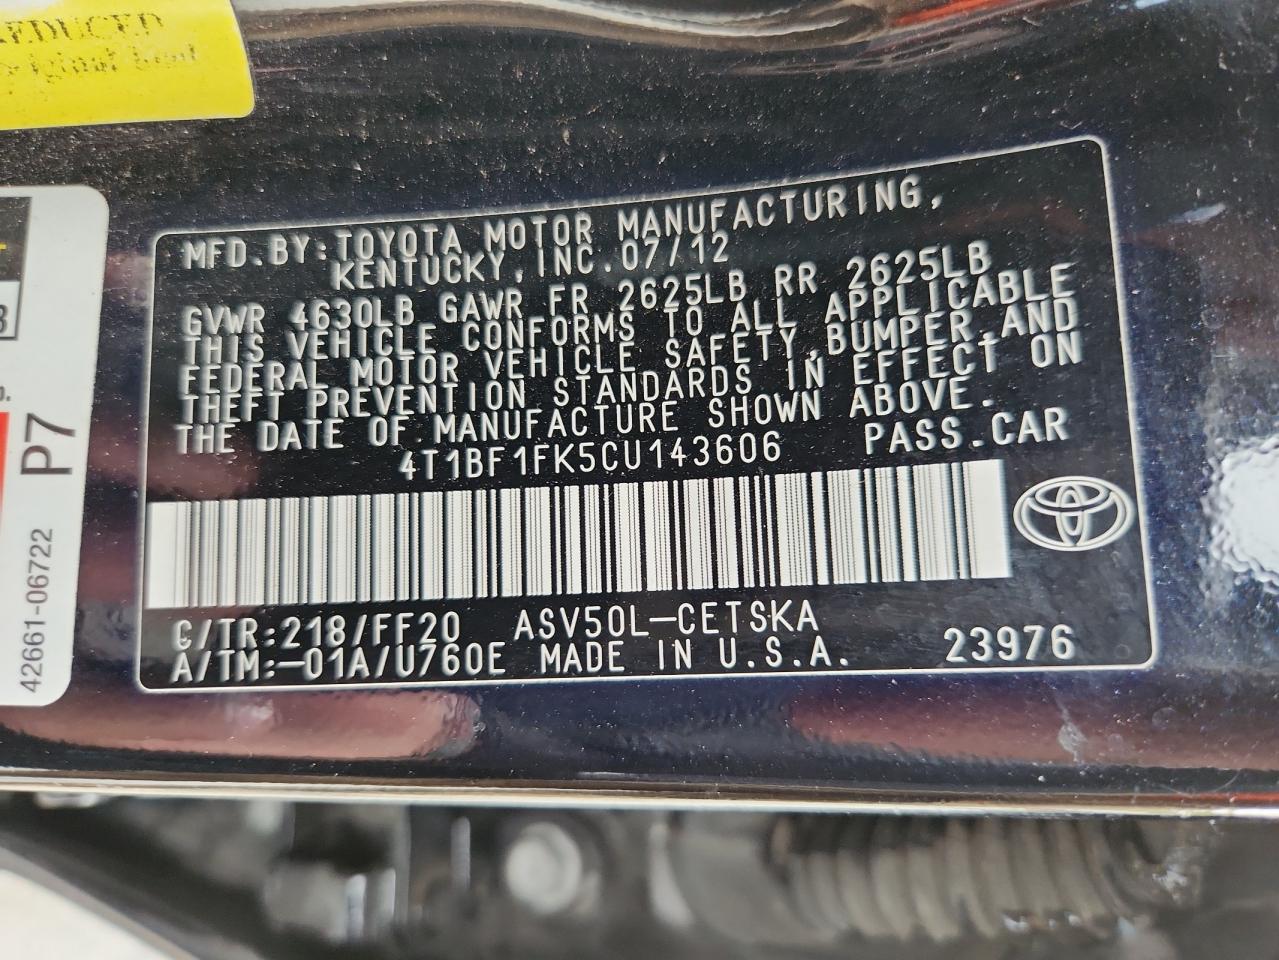 REDUCED
Original
P7
42661-06722
MFD.BY:TOYOTA MOTOR MANUFACTURING,
KENTUCKY,INC.07/12
GVWR 4630LB GAWR FR 2625LB RR 2625LB
THIS VEHICLE CONFORMS TO ALL APPLICABLE
FEDERAL MOTOR VEHICLE SAFETY,BUMPER,AND
THEFT PREVENTION STANDARDS IN EFFECT ON
THE DATE OF MANUFACTURE SHOWN ABOVE.
4T1BF1FK5CU143606 PASS.CAR
C/TR:218/FF20 ASV50L-CETSKA
A/TM:-01A/U760E MADE IN U.S.A. 23976